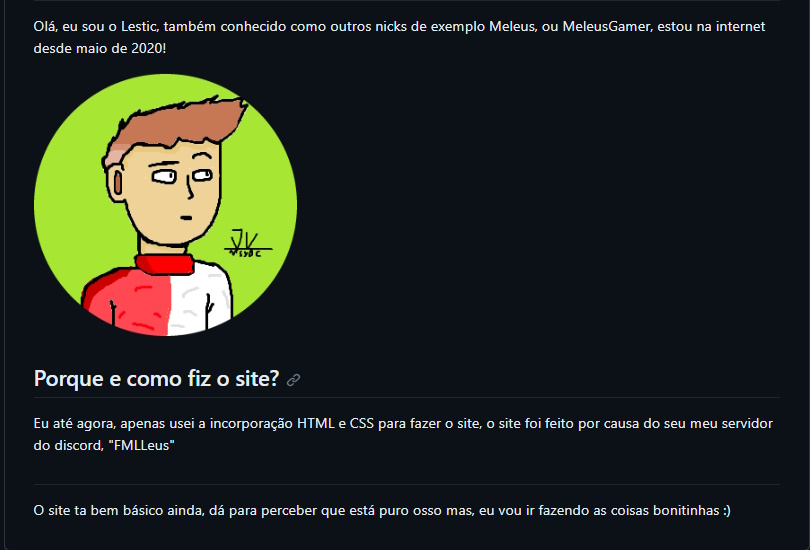 Olá, eu sou o Lestic, também conhecido como outros nicks de exemplo Meleus, ou MeleusGamer, estou na internet
desde maio de 2020!
JV
Porque e como fiz o site?
Eu até agora, apenas usei a incorporação HTML e CSS para fazer o site, o site foi feito por causa do seu meu servidor
do discord, "FMLLeus"
O site ta bem básico ainda, dá para perceber que está puro osso mas, eu vou ir fazendo as coisas bonitinhas :)